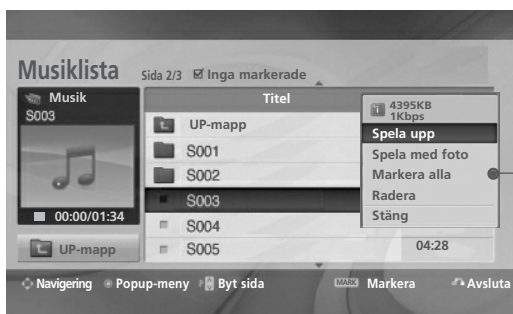 Musiklista Sida 2/3 Inga markerade
Musik
S003
00:00/01:34
UP-mapp
Titel
UP-mapp
S001
S002
S003
S004
S005
4395KB
1Kbps
Spela upp
Spela med foto
Markera alla
Radera
Stäng
04:28
Navigering Popup-meny P Byt sida MARK Markera Avsluta